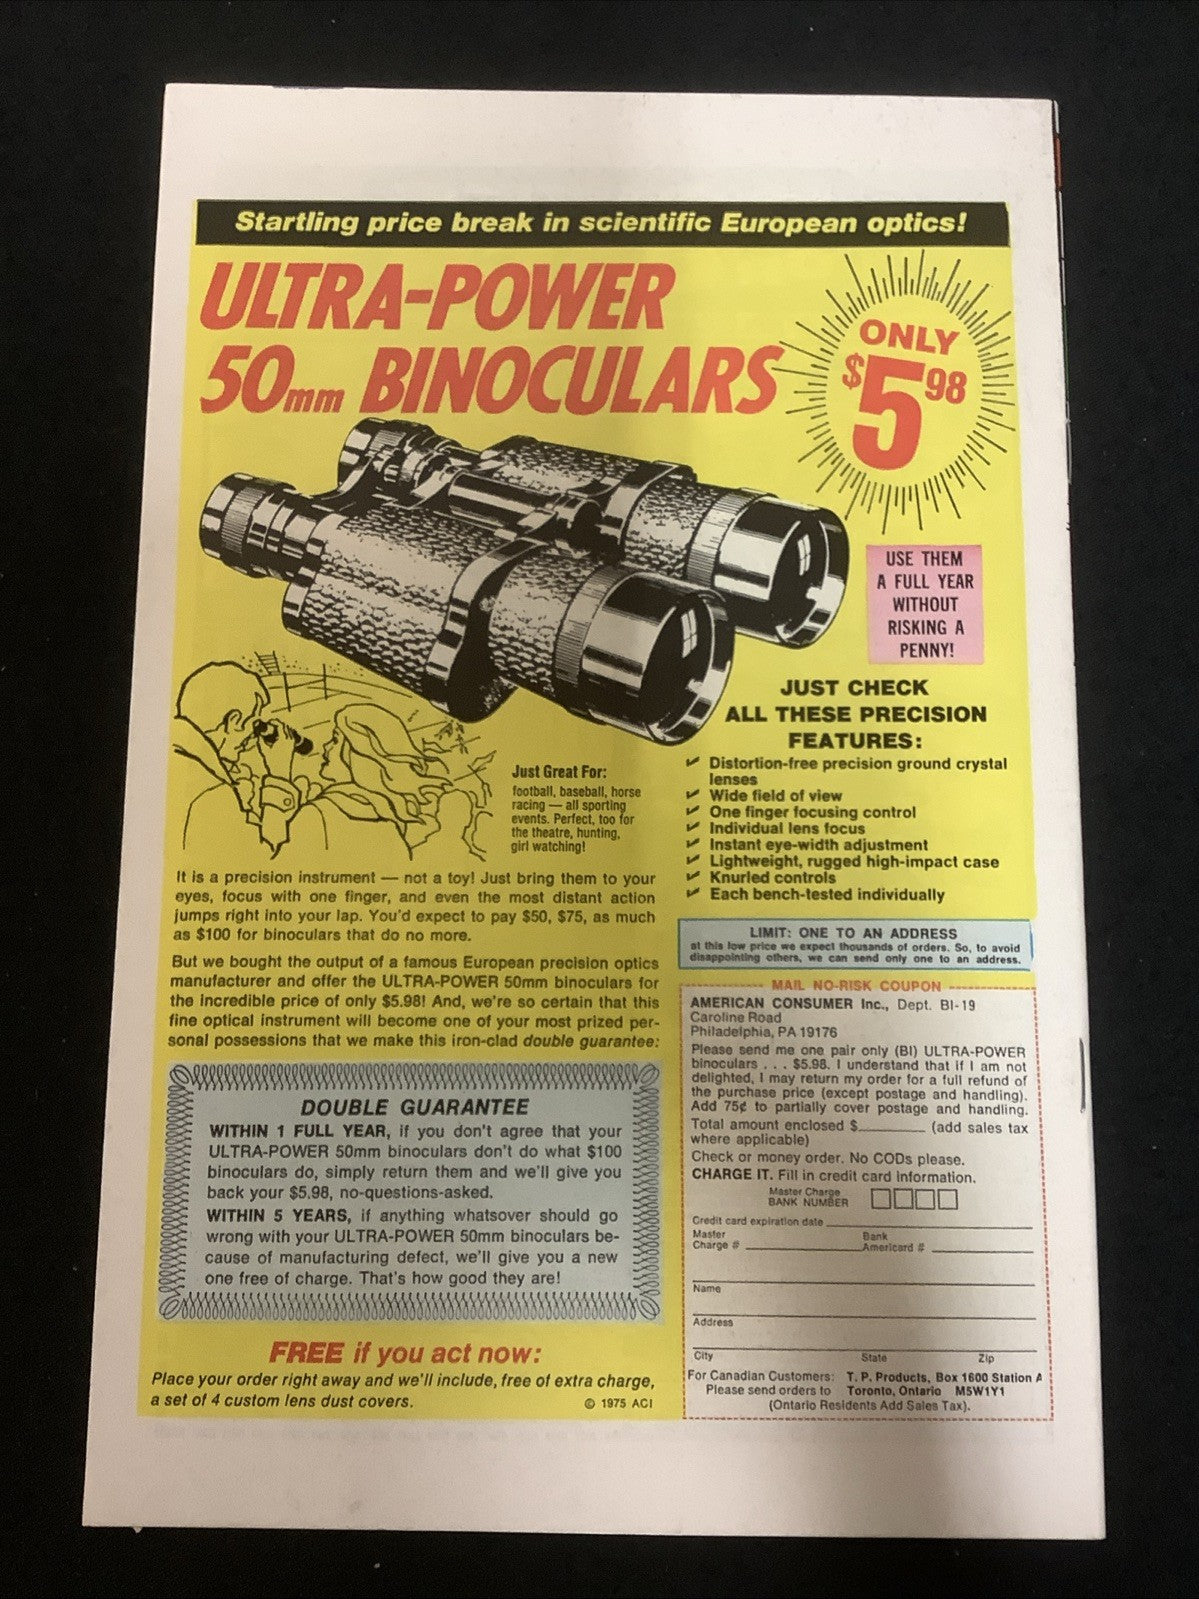 Startling price break in scientific European optics!
ULTRA-POWER
50mm BINOCULARS
ONLY
$5 98
USE THEM
A FULL YEAR
WITHOUT
RISKING A
PENNY!
JUST CHECK
ALL THESE PRECISION
FEATURES:
✔ Distortion-free precision ground crystal
lenses
✔ Wide field of view
✔ One finger focusing control
✔ Individual lens focus
✔ Instant eye-width adjustment
✔ Lightweight, rugged high-impact case
✔ Knurled controls
✔ Each bench-tested individually
Just Great For:
football, baseball, horse
racing — all sporting
events. Perfect, too for
the theatre, hunting,
girl watching!
It is a precision instrument — not a toy! Just bring them to your
eyes, focus with one finger, and even the most distant action
jumps right into your lap. You'd expect to pay $50, $75, as much
as $100 for binoculars that do no more.
But we bought the output of a famous European precision optics
manufacturer and offer the ULTRA-POWER 50mm binoculars for
the incredible price of only $5.98! And, we're so certain that this
fine optical instrument will become one of your most prized per-
sonal possessions that we make this iron-clad double guarantee:
DOUBLE GUARANTEE
WITHIN 1 FULL YEAR, if you don't agree that your
ULTRA-POWER 50mm binoculars don't do what $100
binoculars do, simply return them and we'll give you
back your $5.98, no-questions-asked.
WITHIN 5 YEARS, if anything whatsover should go
wrong with your ULTRA-POWER 50mm binoculars be-
cause of manufacturing defect, we'll give you a new
one free of charge. That's how good they are!
FREE if you act now:
Place your order right away and we'll include, free of extra charge,
a set of 4 custom lens dust covers.
© 1975 ACI
LIMIT: ONE TO AN ADDRESS
at this low price we expect thousands of orders. So, to avoid
disappointing others, we can send only one to an address.
MAIL NO-RISK COUPON
AMERICAN CONSUMER Inc., Dept. BI-19
Caroline Road
Philadelphia, PA 19176
Please send me one pair only (BI) ULTRA-POWER
binoculars . . . $5.98. I understand that if I am not
delighted, I may return my order for a full refund of
the purchase price (except postage and handling).
Add 75¢ to partially cover postage and handling.
Total amount enclosed $ (add sales tax
where applicable)
Check or money order. No CODs please.
CHARGE IT. Fill in credit card information.
Master Charge
BANK NUMBER
Credit card expiration date
Master Bank
Charge # Americard #
Name
Address
City State Zip
For Canadian Customers: T. P. Products, Box 1600 Station A
Please send orders to Toronto, Ontario M5W1Y1
(Ontario Residents Add Sales Tax).